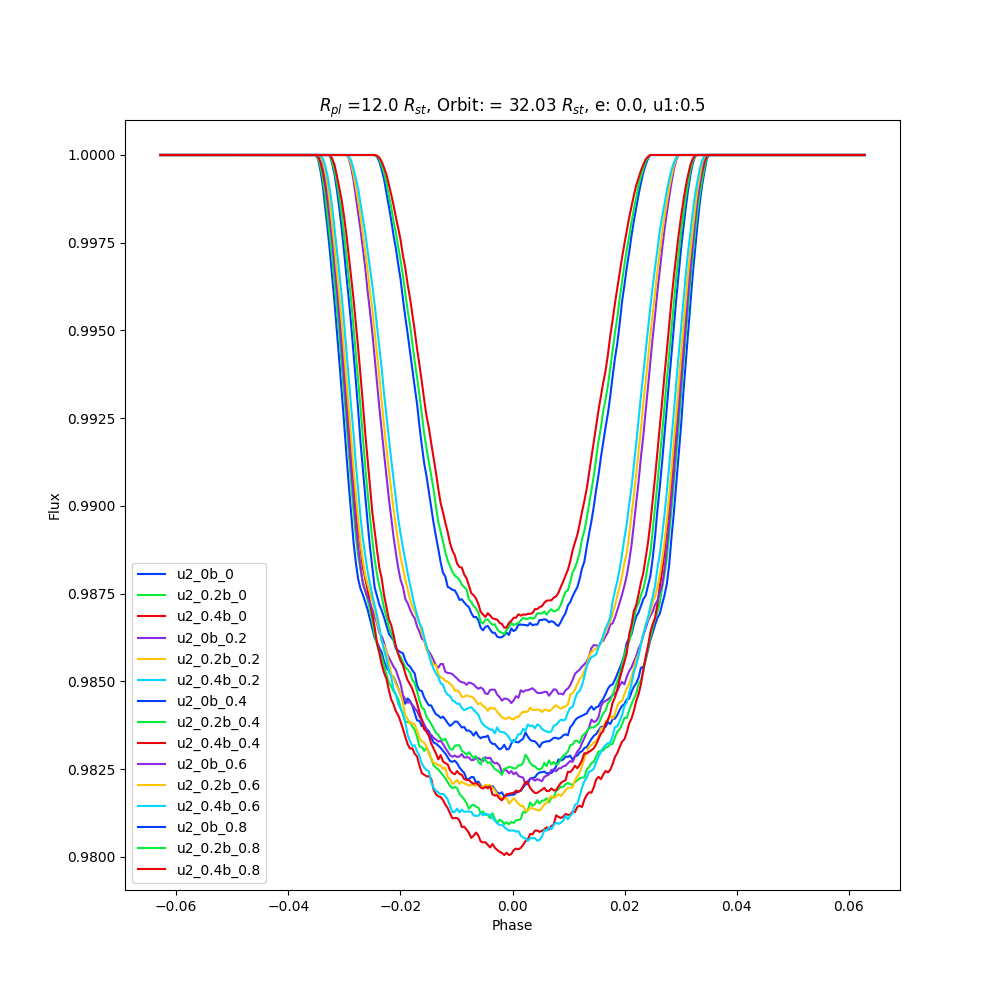 R_pl =12.0 R_st, Orbit: = 32.03 R_st, e: 0.0, u1:0.5
1.0000
0.9975
0.9950
0.9925
0.9900
0.9875
0.9850
0.9825
0.9800
Flux
u2_0b_0
u2_0.2b_0
u2_0.4b_0
u2_0b_0.2
u2_0.2b_0.2
u2_0.4b_0.2
u2_0b_0.4
u2_0.2b_0.4
u2_0.4b_0.4
u2_0b_0.6
u2_0.2b_0.6
u2_0.4b_0.6
u2_0b_0.8
u2_0.2b_0.8
u2_0.4b_0.8
−0.06 −0.04 −0.02 0.00 0.02 0.04 0.06
Phase